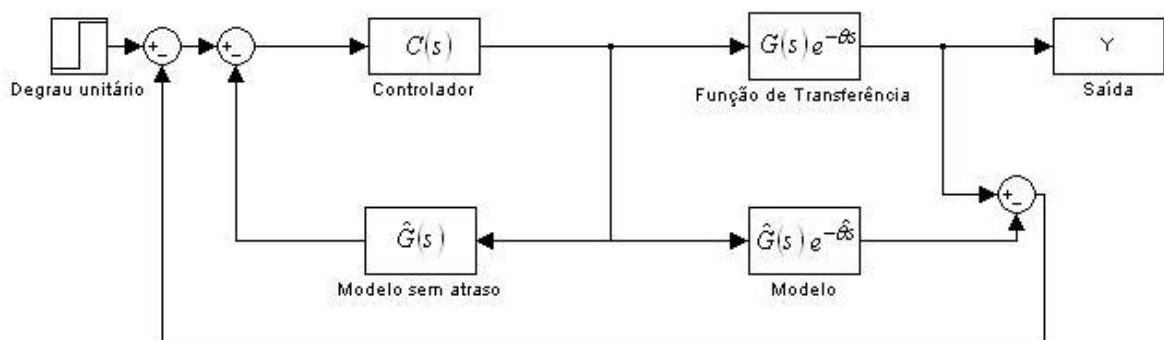 C(s)
G(s) e^{-θs}
Y
Degrau unitário
Controlador
Função de Transferência
Saída
Ĝ(s)
Ĝ(s) e^{-θ̂s}
Modelo sem atraso
Modelo